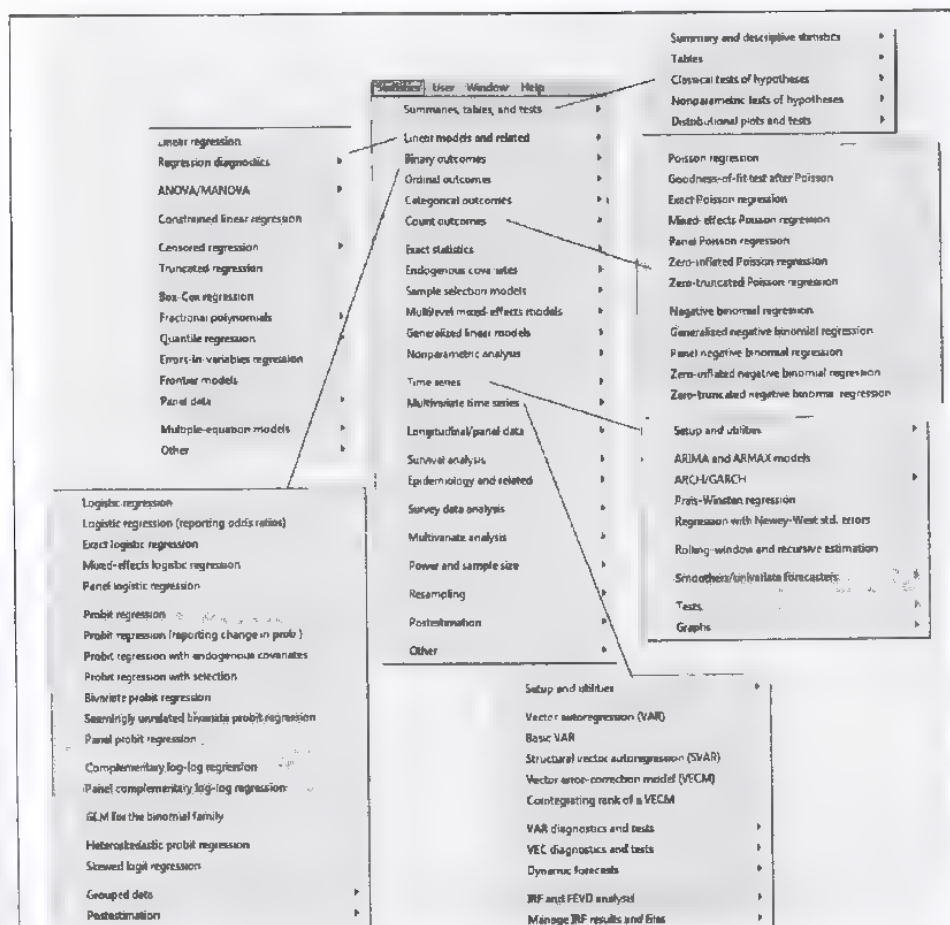 Statistics User Window Help
Summaries, tables, and tests
Linear models and related
Binary outcomes
Ordinal outcomes
Categorical outcomes
Count outcomes
Exact statistics
Endogenous covariates
Sample selection models
Multilevel mixed-effects models
Generalized linear models
Nonparametric analysis
Time series
Multivariate time series
Longitudinal/panel data
Survival analysis
Epidemiology and related
Survey data analysis
Multivariate analysis
Power and sample size
Resampling
Postestimation
Other
Summary and descriptive statistics
Tables
Classical tests of hypotheses
Nonparametric tests of hypotheses
Distributional plots and tests
Linear regression
Regression diagnostics
ANOVA/MANOVA
Constrained linear regression
Censored regression
Truncated regression
Box-Cox regression
Fractional polynomials
Quantile regression
Errors-in-variables regression
Frontier models
Panel data
Multiple-equation models
Other
Poisson regression
Goodness-of-fit test after Poisson
Exact Poisson regression
Mixed-effects Poisson regression
Panel Poisson regression
Zero-inflated Poisson regression
Zero-truncated Poisson regression
Negative binomial regression
Generalized negative binomial regression
Panel negative binomial regression
Zero-inflated negative binomial regression
Zero-truncated negative binomial regression
Setup and utilities
ARIMA and ARMAX models
ARCH/GARCH
Prais-Winsten regression
Regression with Newey-West std. errors
Rolling-window and recursive estimation
Smoothers/univariate forecasters
Tests
Graphs
Logistic regression
Logistic regression (reporting odds ratios)
Exact logistic regression
Mixed-effects logistic regression
Panel logistic regression
Probit regression
Probit regression (reporting change in prob.)
Probit regression with endogenous covariates
Probit regression with selection
Bivariate probit regression
Seemingly unrelated bivariate probit regression
Panel probit regression
Complementary log-log regression
Panel complementary log-log regression
GLM for the binomial family
Heteroskedastic probit regression
Skewed logit regression
Grouped data
Postestimation
Setup and utilities
Vector autoregression (VAR)
Basic VAR
Structural vector autoregression (SVAR)
Vector error-correction model (VECM)
Cointegrating rank of a VECM
VAR diagnostics and tests
VEC diagnostics and tests
Dynamic forecasts
IRF and FEVD analysis
Manage IRF results and files